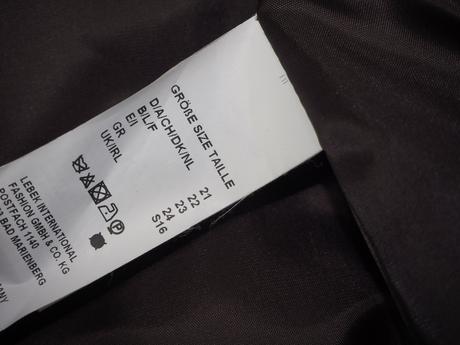 GRÖßE SIZE TAILLE
D/A/CH/DK/NL 21
B/L/F 22
E/I 23
GR 24
UK/IRL S16
P
LEBEK INTERNATIONAL
FASHION GMBH & CO. KG
POSTFACH 1140
BAD MARIENBERG